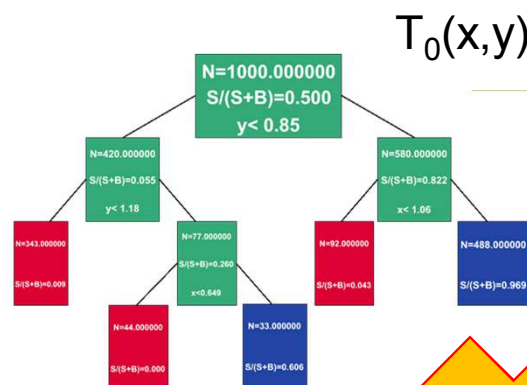 T₀(x,y)
N=1000.000000
S/(S+B)=0.500
y< 0.85
N=420.000000
S/(S+B)=0.055
y< 1.18
N=580.000000
S/(S+B)=0.822
x< 1.06
N=343.000000
S/(S+B)=0.009
N=77.000000
S/(S+B)=0.260
x<0.649
N=92.000000
S/(S+B)=0.043
N=488.000000
S/(S+B)=0.969
N=44.000000
S/(S+B)=0.000
N=33.000000
S/(S+B)=0.606